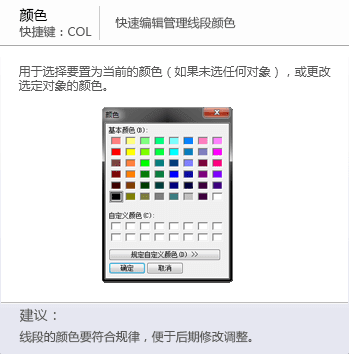 颜色
快捷键：COL
快速编辑管理线段颜色
用于选择要置为当前的颜色（如果未选任何对象），或更改
选定对象的颜色。
颜色
基本颜色(B):
自定义颜色(C):
规定自定义颜色(D) >>
确定
取消
建议：
线段的颜色要符合规律，便于后期修改调整。